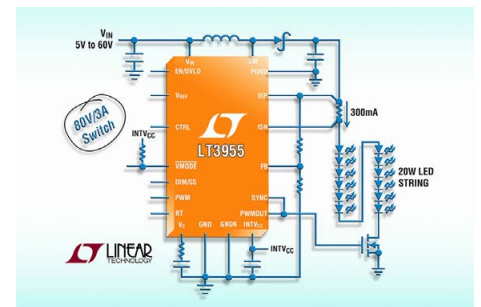 VIN
5V to 60V
VIN
SW
EN/UVLO
PGND
VREF
ISP
80V/3A
Switch
300mA
CTRL
ISN
INTVCC
LT3955
VMODE
FB
20W LED
STRING
DIM/SS
SYNC
PWM
PWMOUT
RT
VC
GND
GNDK
INTVCC
INTVCC
LINEAR
TECHNOLOGY